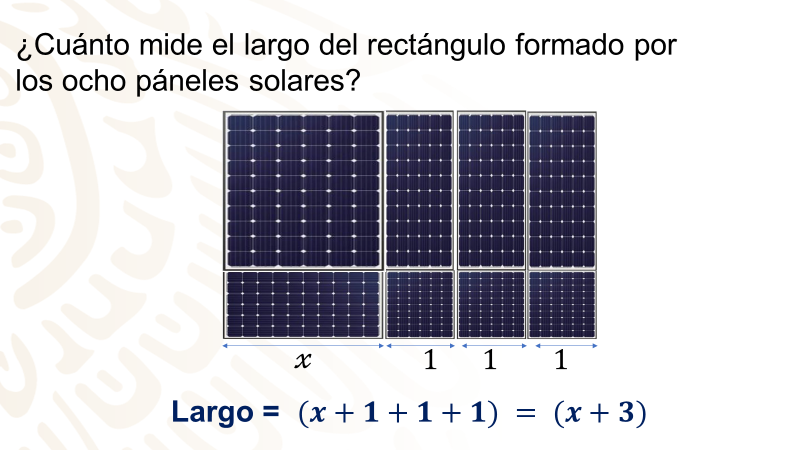 ¿Cuánto mide el largo del rectángulo formado por
los ocho páneles solares?
x 1 1 1
Largo = (x + 1 + 1 + 1) = (x + 3)